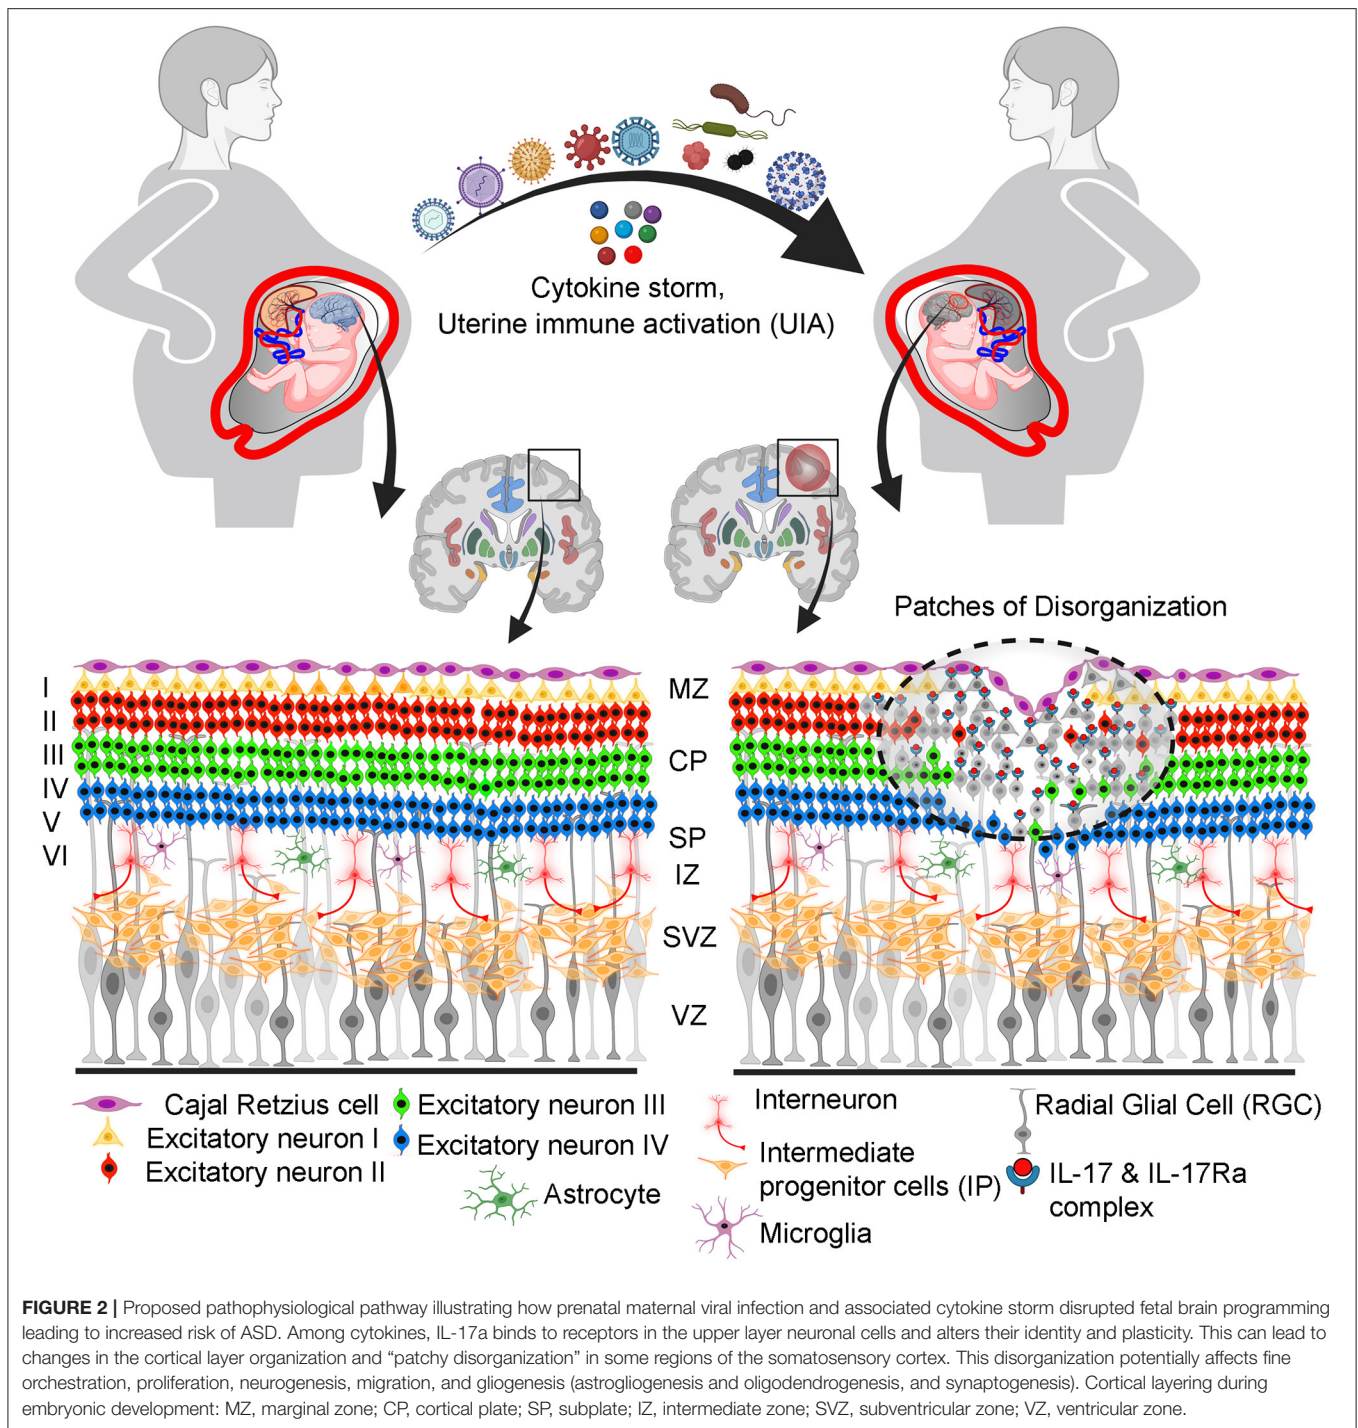 Cytokine storm,
Uterine immune activation (UIA)
Patches of Disorganization
I
II
III
IV
V
VI
MZ
CP
SP
IZ
SVZ
VZ
Cajal Retzius cell
Excitatory neuron I
Excitatory neuron II
Excitatory neuron III
Excitatory neuron IV
Astrocyte
Interneuron
Intermediate
progenitor cells (IP)
Microglia
Radial Glial Cell (RGC)
IL-17 & IL-17Ra
complex
FIGURE 2 | Proposed pathophysiological pathway illustrating how prenatal maternal viral infection and associated cytokine storm disrupted fetal brain programming
leading to increased risk of ASD. Among cytokines, IL-17a binds to receptors in the upper layer neuronal cells and alters their identity and plasticity. This can lead to
changes in the cortical layer organization and “patchy disorganization” in some regions of the somatosensory cortex. This disorganization potentially affects fine
orchestration, proliferation, neurogenesis, migration, and gliogenesis (astrogliogenesis and oligodendrogenesis, and synaptogenesis). Cortical layering during
embryonic development: MZ, marginal zone; CP, cortical plate; SP, subplate; IZ, intermediate zone; SVZ, subventricular zone; VZ, ventricular zone.